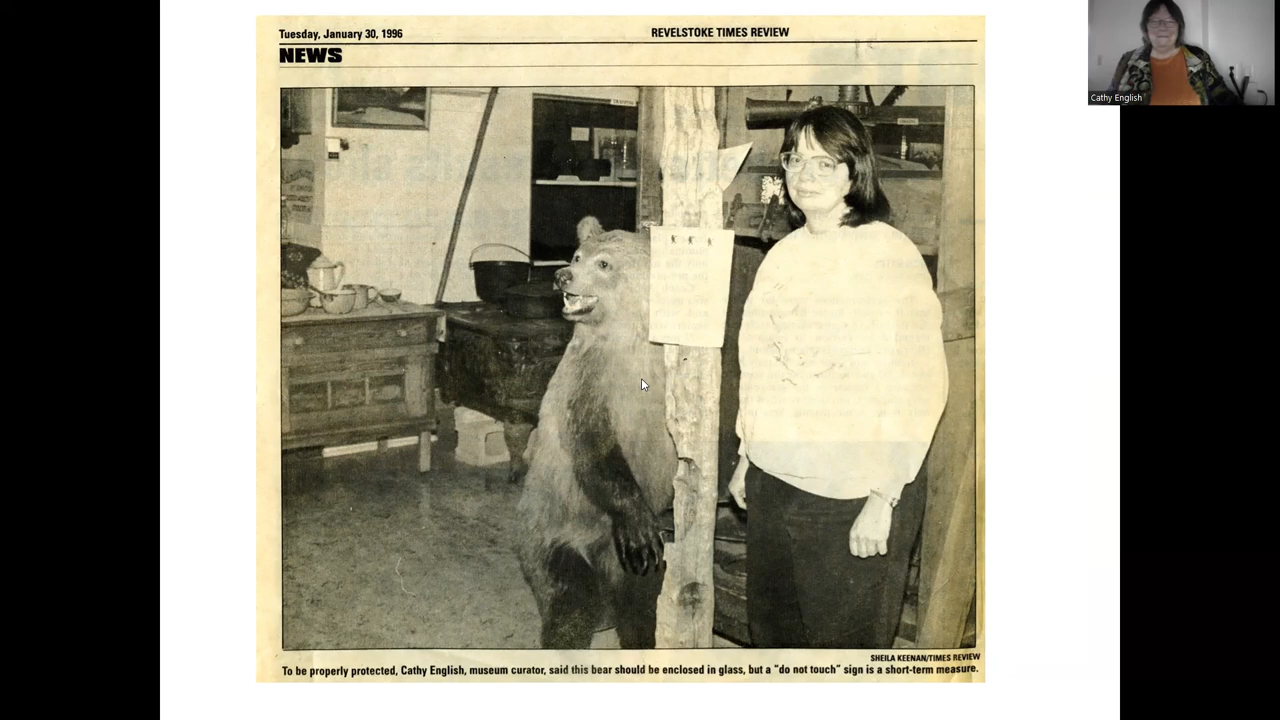 Tuesday, January 30, 1996
REVELSTOKE TIMES REVIEW
NEWS
SHEILA KEENAN/TIMES REVIEW
To be properly protected, Cathy English, museum curator, said this bear should be enclosed in glass, but a "do not touch" sign is a short-term measure.
Cathy English